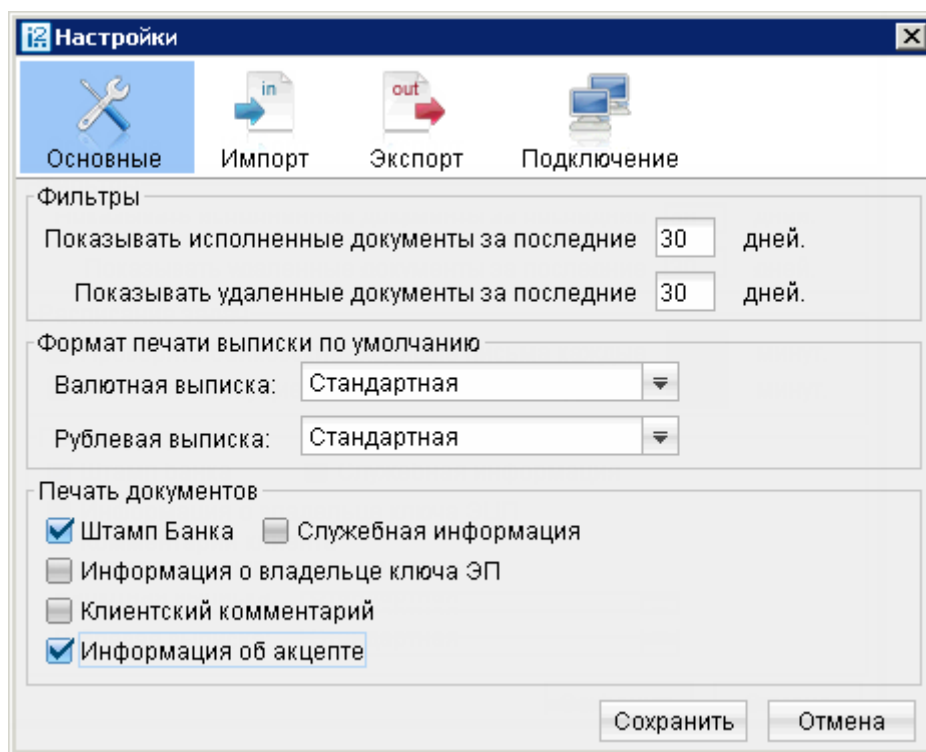 i2 Настройки
in out
Основные Импорт Экспорт Подключение
Фильтры
Показывать исполненные документы за последние 30 дней.
Показывать удаленные документы за последние 30 дней.
Формат печати выписки по умолчанию
Валютная выписка: Стандартная
Рублевая выписка: Стандартная
Печать документов
Штамп Банка Служебная информация
Информация о владельце ключа ЭП
Клиентский комментарий
Информация об акцепте
Сохранить Отмена